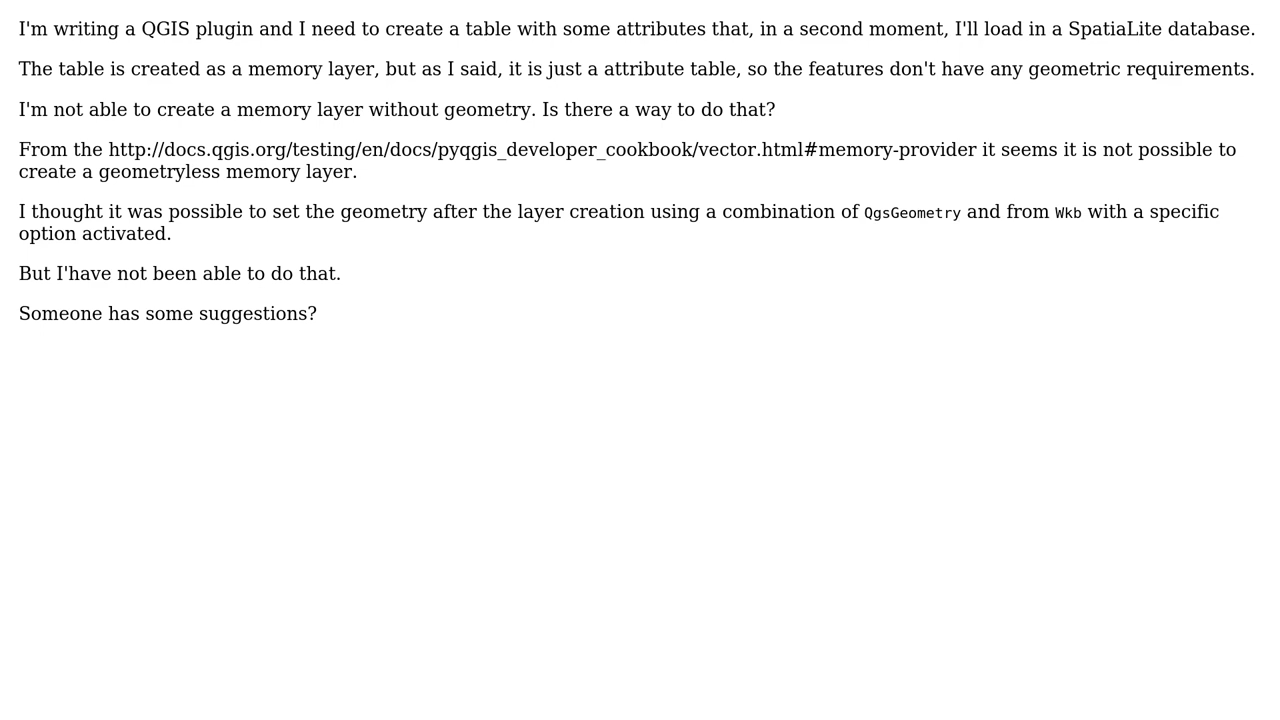 I'm writing a QGIS plugin and I need to create a table with some attributes that, in a second moment, I'll load in a SpatiaLite database.
The table is created as a memory layer, but as I said, it is just a attribute table, so the features don't have any geometric requirements.
I'm not able to create a memory layer without geometry. Is there a way to do that?
From the http://docs.qgis.org/testing/en/docs/pyqgis_developer_cookbook/vector.html#memory-provider it seems it is not possible to
create a geometryless memory layer.
I thought it was possible to set the geometry after the layer creation using a combination of QgsGeometry and from Wkb with a specific
option activated.
But I'have not been able to do that.
Someone has some suggestions?